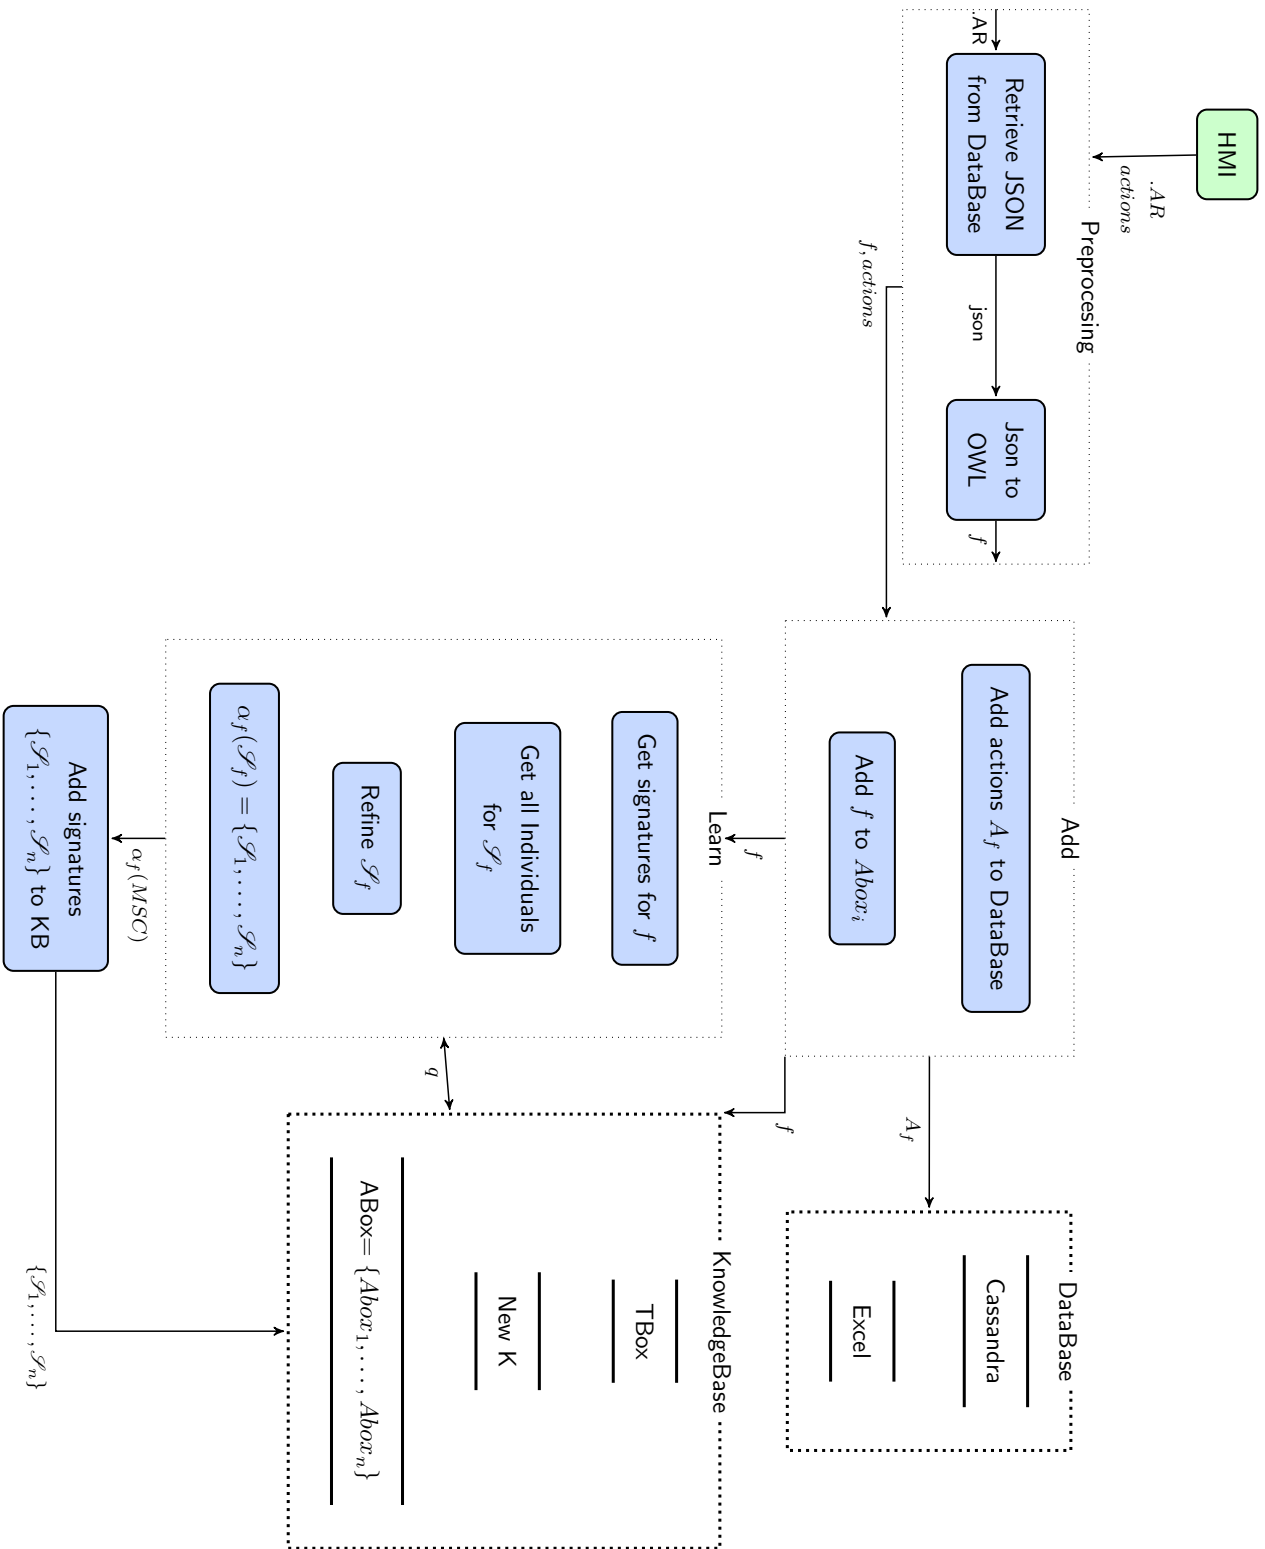 HMI
.AR
actions
Preprocesing
.AR
Retrieve JSON
from DataBase
json
Json to
OWL
f
f, actions
Add
Add actions A_f to DataBase
Add f to Abox_i
A_f
DataBase
Cassandra
Excel
f
f
Learn
Get signatures for f
Get all Individuals
for 𝒮_f
Refine 𝒮_f
α_f(𝒮_f) = {𝒮_1, . . . , 𝒮_n}
q
KnowledgeBase
TBox
New K
ABox= {Abox_1, . . . , Abox_n}
α_f(MSC)
Add signatures
{𝒮_1, . . . , 𝒮_n} to KB
{𝒮_1, . . . , 𝒮_n}